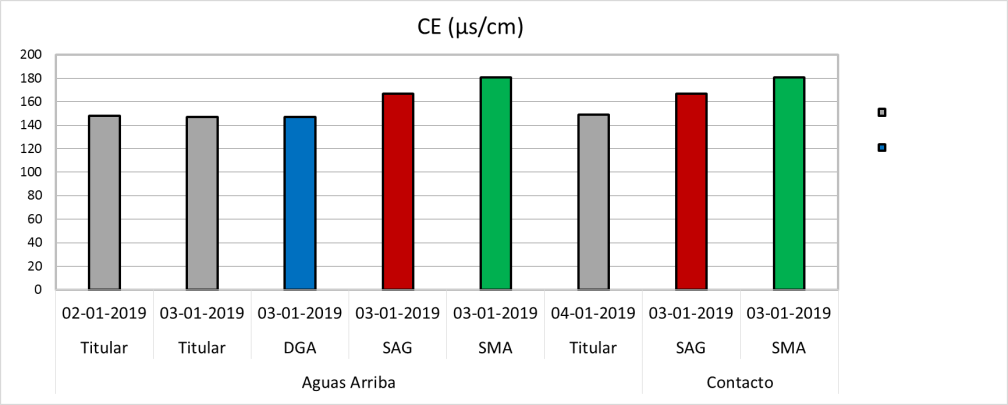 CE (µs/cm)
200
180
160
140
120
100
80
60
40
20
0
02-01-2019 03-01-2019 03-01-2019 03-01-2019 03-01-2019 04-01-2019 03-01-2019 03-01-2019
Titular Titular DGA SAG SMA Titular SAG SMA
Aguas Arriba Contacto